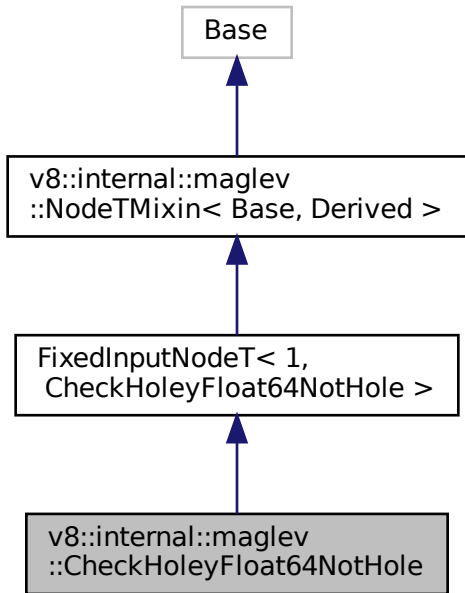 Base
v8::internal::maglev
::NodeTMixin< Base, Derived >
FixedInputNodeT< 1,
CheckHoleyFloat64NotHole >
v8::internal::maglev
::CheckHoleyFloat64NotHole